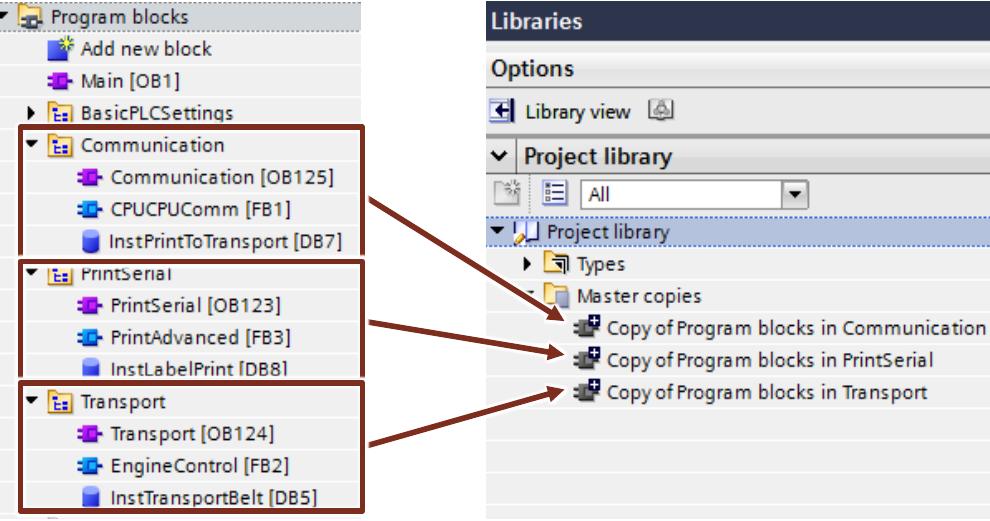 Program blocks
Add new block
Main [OB1]
BasicPLCSettings
Communication
Communication [OB125]
CPUCPUComm [FB1]
InstPrintToTransport [DB7]
PrintSerial
PrintSerial [OB123]
PrintAdvanced [FB3]
InstLabelPrint [DB8]
Transport
Transport [OB124]
EngineControl [FB2]
InstTransportBelt [DB5]
Libraries
Options
Library view
Project library
All
Project library
Types
Master copies
Copy of Program blocks in Communication
Copy of Program blocks in PrintSerial
Copy of Program blocks in Transport